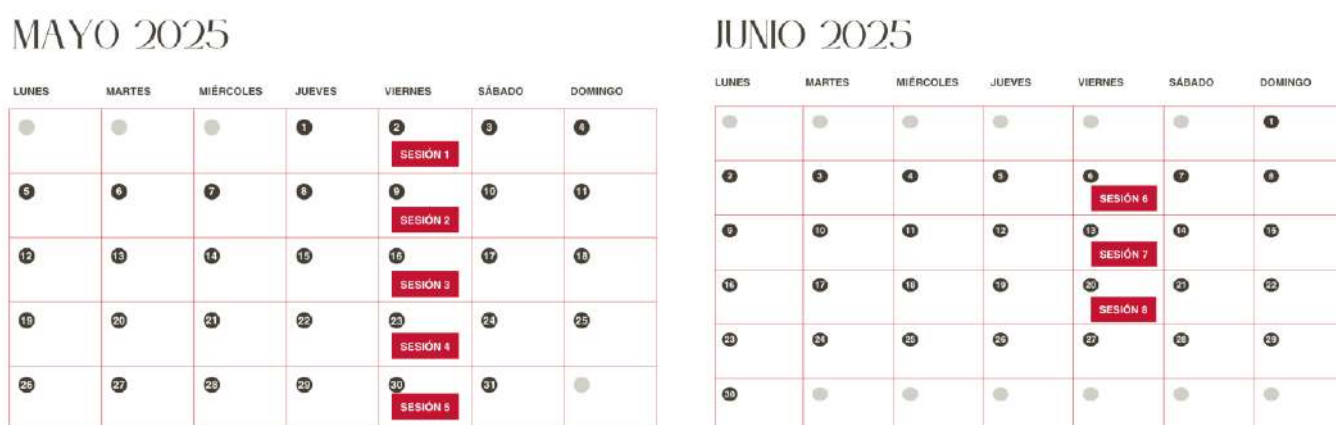 MAYO 2025
LUNES MARTES MIÉRCOLES JUEVES VIERNES SÁBADO DOMINGO
1 2 3 4
SESIÓN 1
5 6 7 8 9 10 11
SESIÓN 2
12 13 14 15 16 17 18
SESIÓN 3
19 20 21 22 23 24 25
SESIÓN 4
26 27 28 29 30 31
SESIÓN 5
JUNIO 2025
LUNES MARTES MIÉRCOLES JUEVES VIERNES SÁBADO DOMINGO
1
2 3 4 5 6 7 8
SESIÓN 6
9 10 11 12 13 14 15
SESIÓN 7
16 17 18 19 20 21 22
SESIÓN 8
23 24 25 26 27 28 29
30